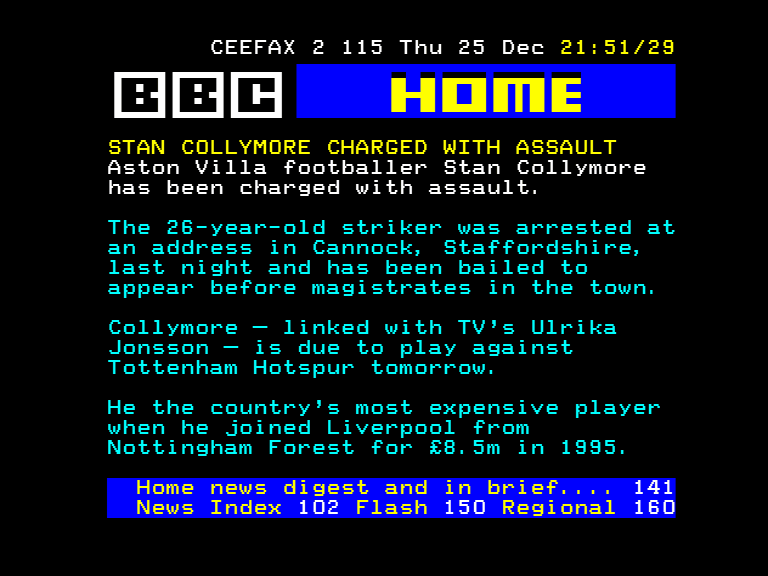 CEEFAX 2 115 Thu 25 Dec 21:51/29
BBC HOME
STAN COLLYMORE CHARGED WITH ASSAULT
Aston Villa footballer Stan Collymore
has been charged with assault.
The 26-year-old striker was arrested at
an address in Cannock, Staffordshire,
last night and has been bailed to
appear before magistrates in the town.
Collymore — linked with TV's Ulrika
Jonsson — is due to play against
Tottenham Hotspur tomorrow.
He the country's most expensive player
when he joined Liverpool from
Nottingham Forest for £8.5m in 1995.
Home news digest and in brief.... 141
News Index 102 Flash 150 Regional 160